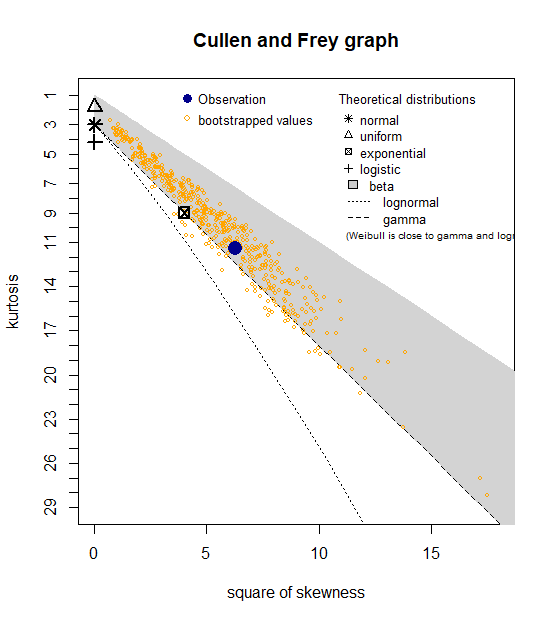 Cullen and Frey graph
Observation
bootstrapped values
Theoretical distributions
normal
uniform
exponential
logistic
beta
lognormal
gamma
(Weibull is close to gamma and logn
kurtosis
1
3
5
7
9
11
14
17
20
23
26
29
0
5
10
15
square of skewness